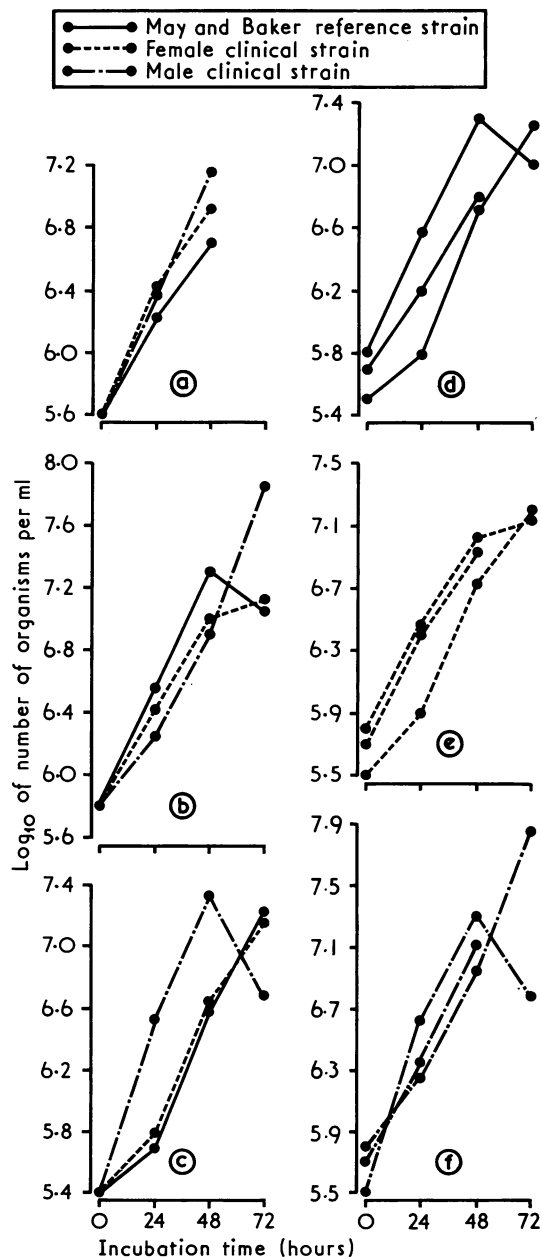 May and Baker reference strain
Female clinical strain
Male clinical strain
Log10 of number of organisms per ml
7·2
6·8
6·4
6·0
5·6
a
8·0
7·6
7·2
6·8
6·4
6·0
5·6
b
7·4
7·0
6·6
6·2
5·8
5·4
c
0 24 48 72
7·4
7·0
6·6
6·2
5·8
5·4
d
7·5
7·1
6·7
6·3
5·9
5·5
e
7·9
7·5
7·1
6·7
6·3
5·9
5·5
f
0 24 48 72
Incubation time (hours)